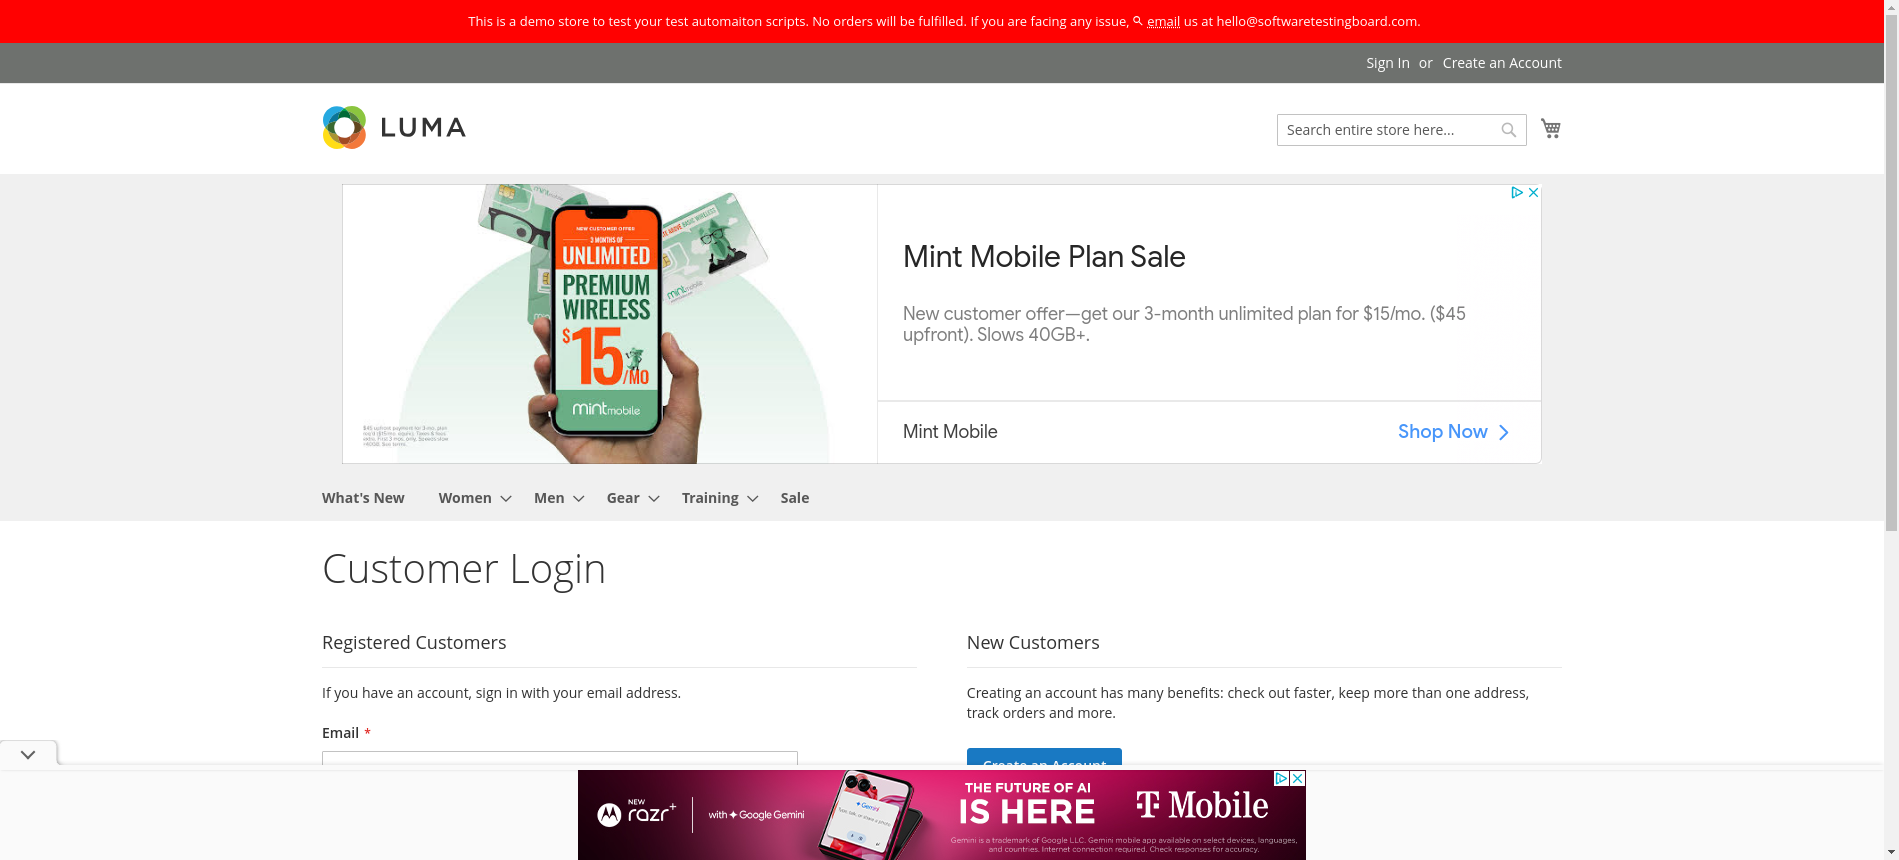 This is a demo store to test your test automaiton scripts. No orders will be fulfilled. If you are facing any issue, email us at hello@softwaretestingboard.com.
Sign In or Create an Account
LUMA
Search entire store here...
NEW CUSTOMER OFFER
3 MONTHS OF
UNLIMITED
PREMIUM
WIRELESS
$15/MO
mintmobile
Mint Mobile Plan Sale
New customer offer—get our 3-month unlimited plan for $15/mo. ($45
upfront). Slows 40GB+.
Mint Mobile
Shop Now
What's New Women Men Gear Training Sale
Customer Login
Registered Customers
If you have an account, sign in with your email address.
Email *
New Customers
Creating an account has many benefits: check out faster, keep more than one address,
track orders and more.
Create an Account
NEW
razr+
with Google Gemini
Gemini
THE FUTURE OF AI
IS HERE
T Mobile
Gemini is a trademark of Google LLC. Gemini mobile app available on select devices, languages,
and countries. Internet connection required. Check responses for accuracy.